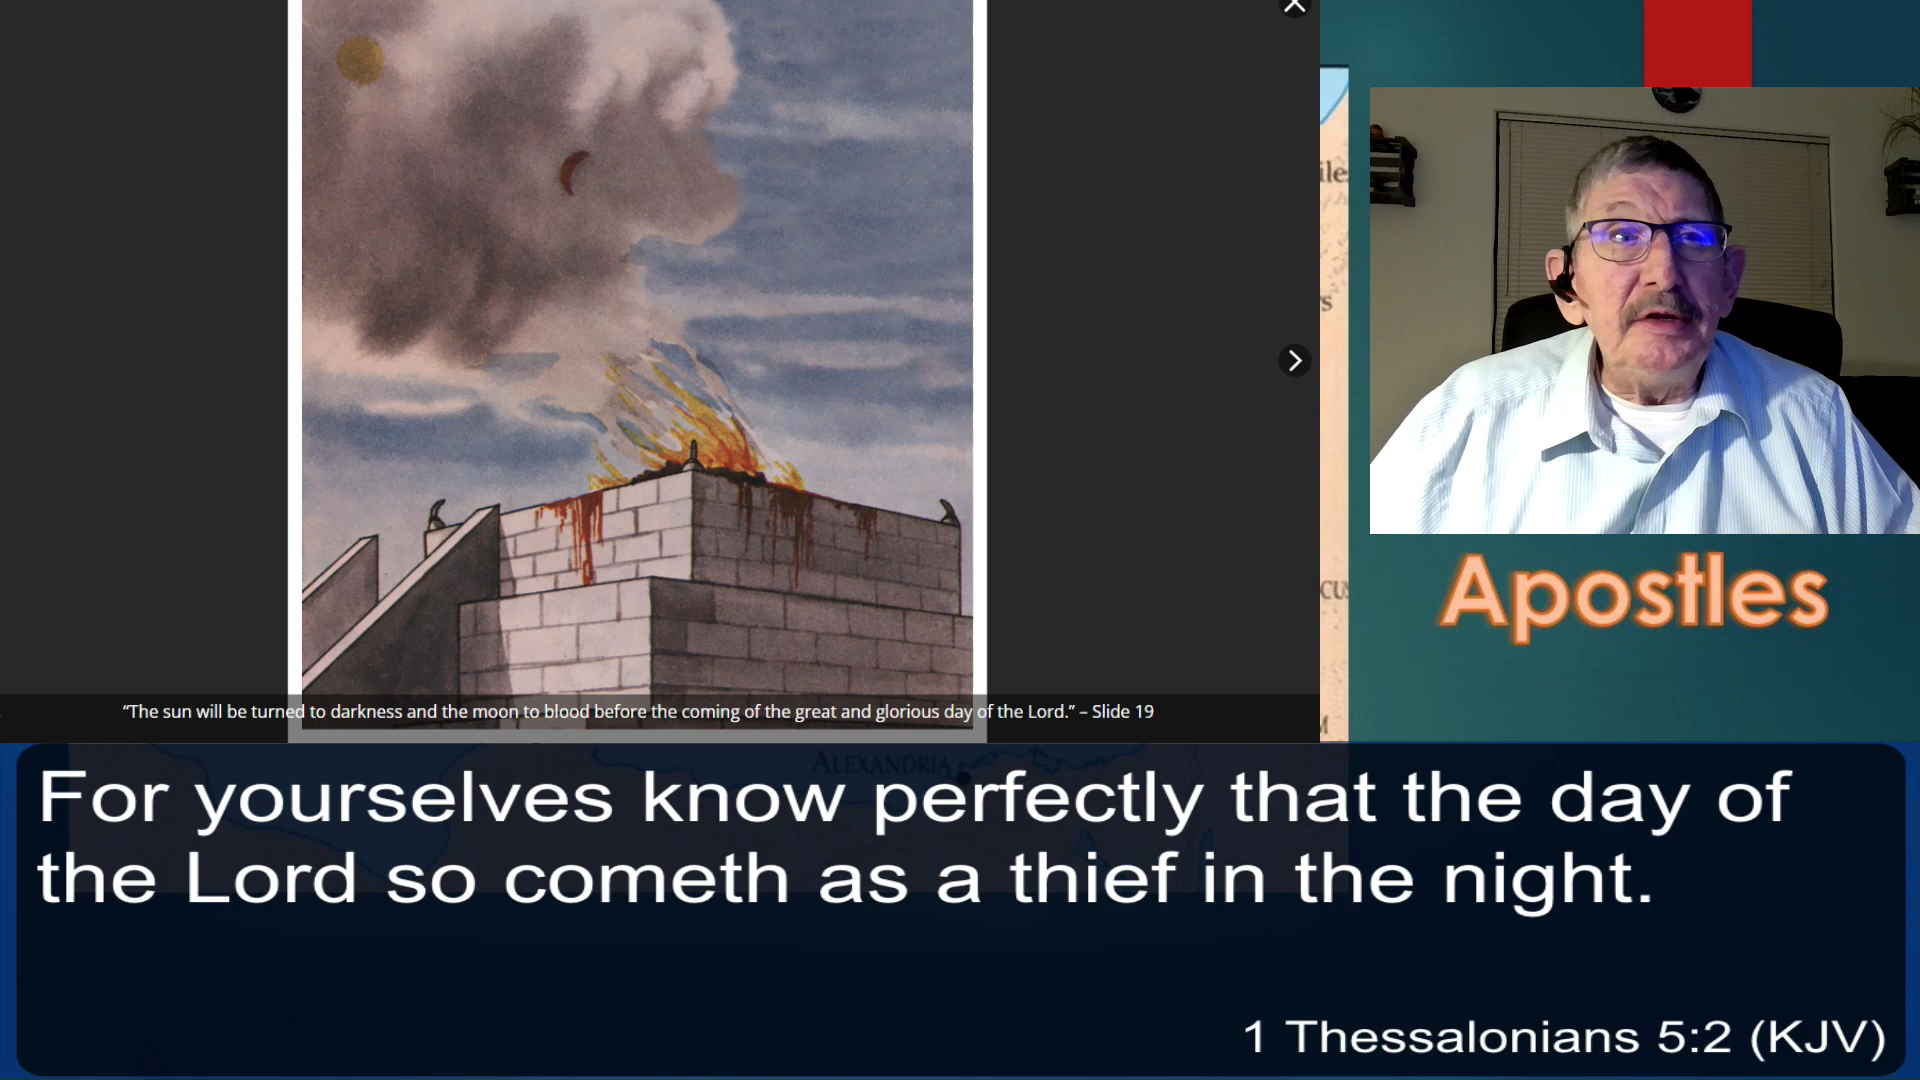 “The sun will be turned to darkness and the moon to blood before the coming of the great and glorious day of the Lord.” – Slide 19
Apostles
ALEXANDRIA
For yourselves know perfectly that the day of
the Lord so cometh as a thief in the night.
1 Thessalonians 5:2 (KJV)